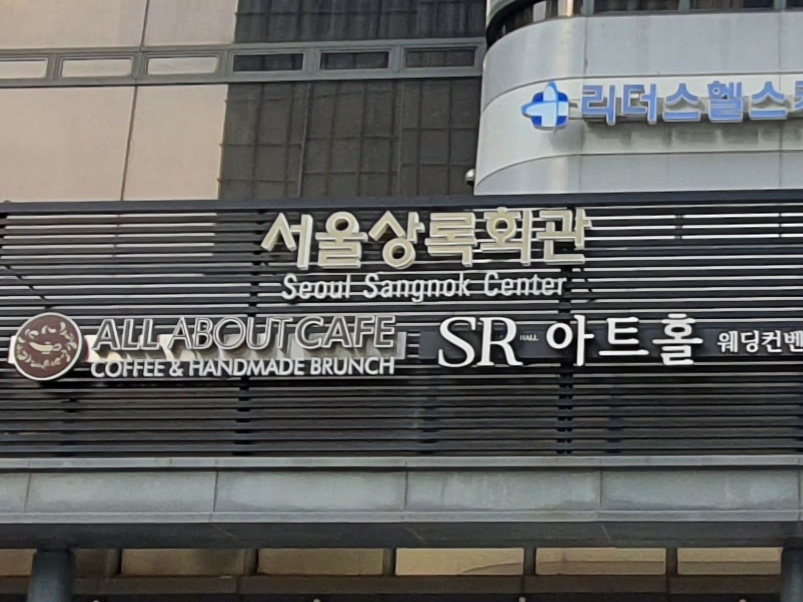 리더스헬스
서울상록회관
Seoul Sangnok Center
ALL ABOUT CAFE
COFFEE & HANDMADE BRUNCH
SR HALL 아트홀 웨딩컨벤